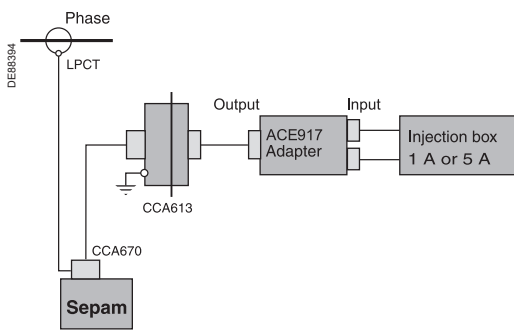 Phase
DE88394
LPCT
Output
Input
ACE917
Adapter
Injection box
1 A or 5 A
CCA613
CCA670
Sepam